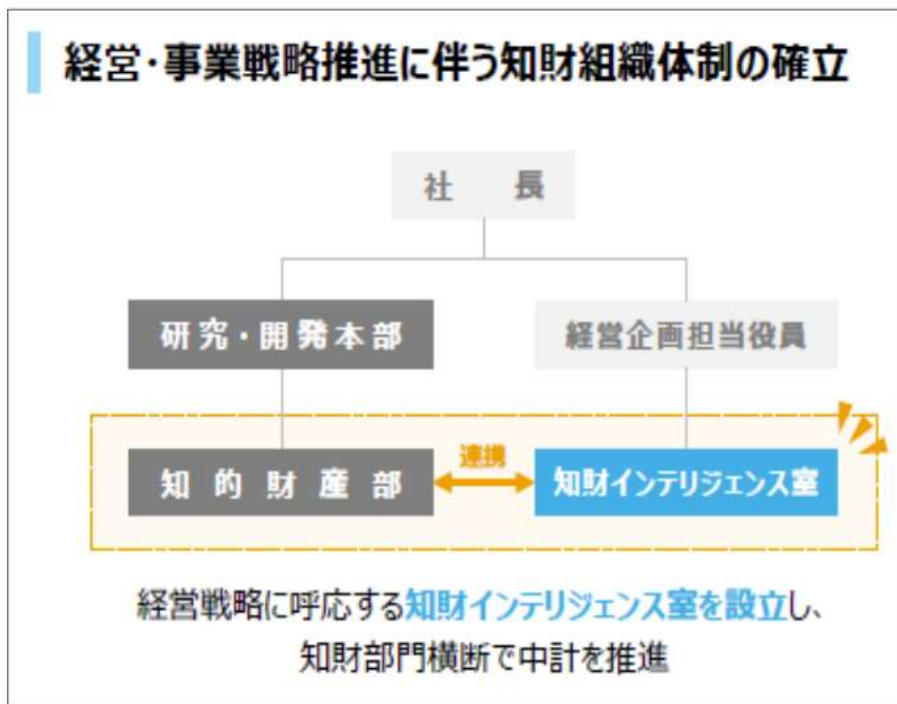 経営・事業戦略推進に伴う知財組織体制の確立
社　長
研究・開発本部
経営企画担当役員
知的財産部
連携
知財インテリジェンス室
経営戦略に呼応する知財インテリジェンス室を設立し、
知財部門横断で中計を推進